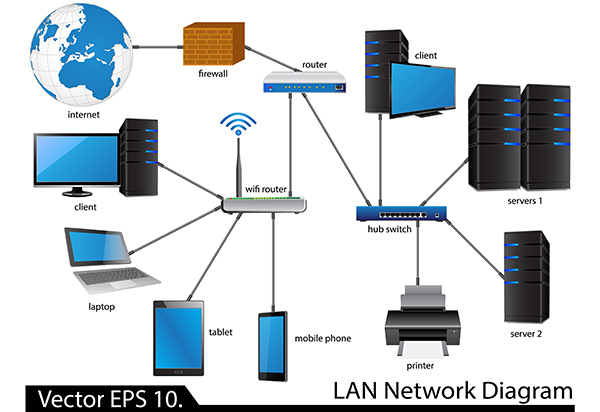 internet
firewall
router
client
servers 1
client
wifi router
hub switch
laptop
tablet
mobile phone
printer
server 2
Vector EPS 10.
LAN Network Diagram